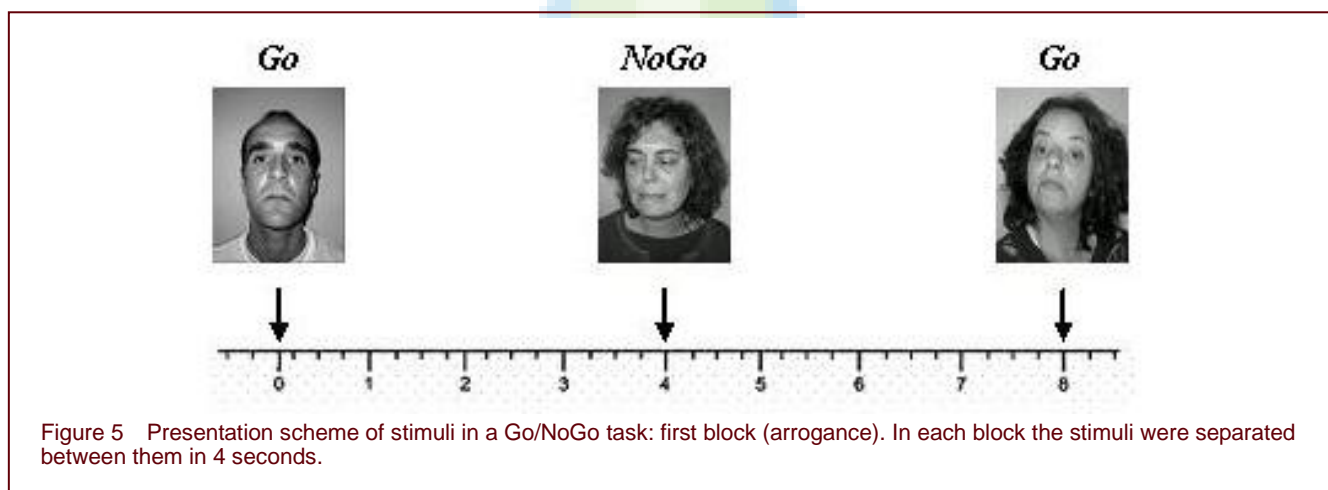 Go NoGo Go
0 1 2 3 4 5 6 7 8
Figure 5 Presentation scheme of stimuli in a Go/NoGo task: first block (arrogance). In each block the stimuli were separated
between them in 4 seconds.